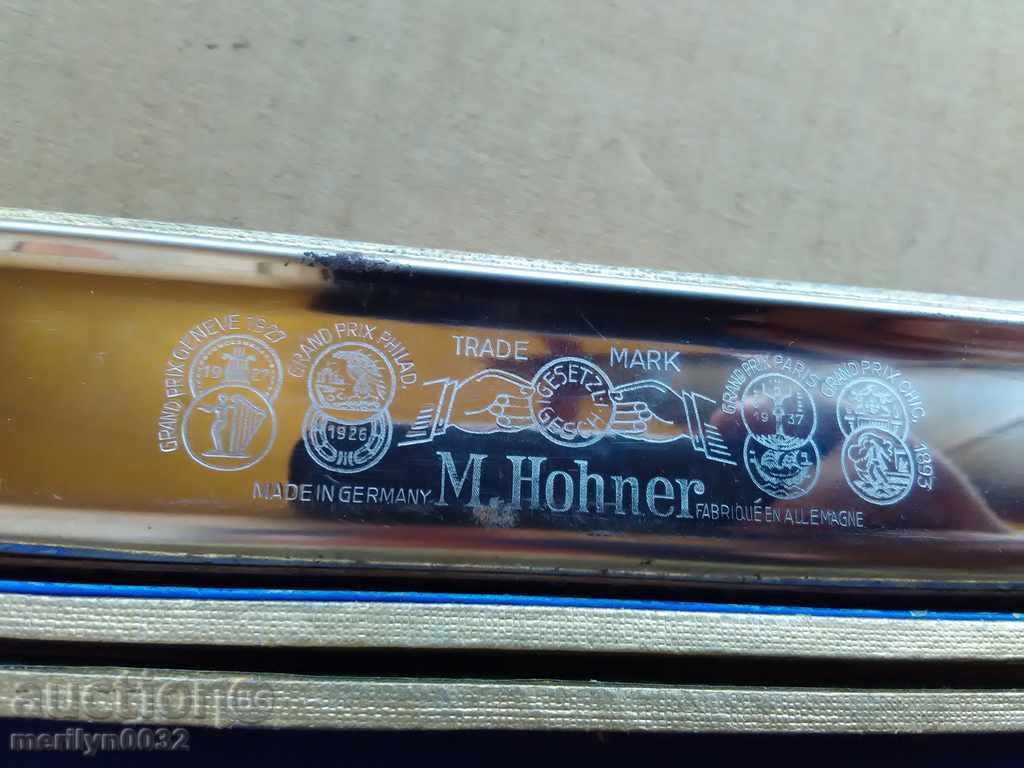 GRAND PRIX GENEVE 1927
1927
GRAND PRIX PHILAD.
1926
TRADE MARK
GESETZL.
GESCH.
GRAND PRIX PARIS
1937
GRAND PRIX CHIC. 1893
MADE IN GERMANY M. Hohner FABRIQUÉ EN ALLEMAGNE
auction
merilyn0032